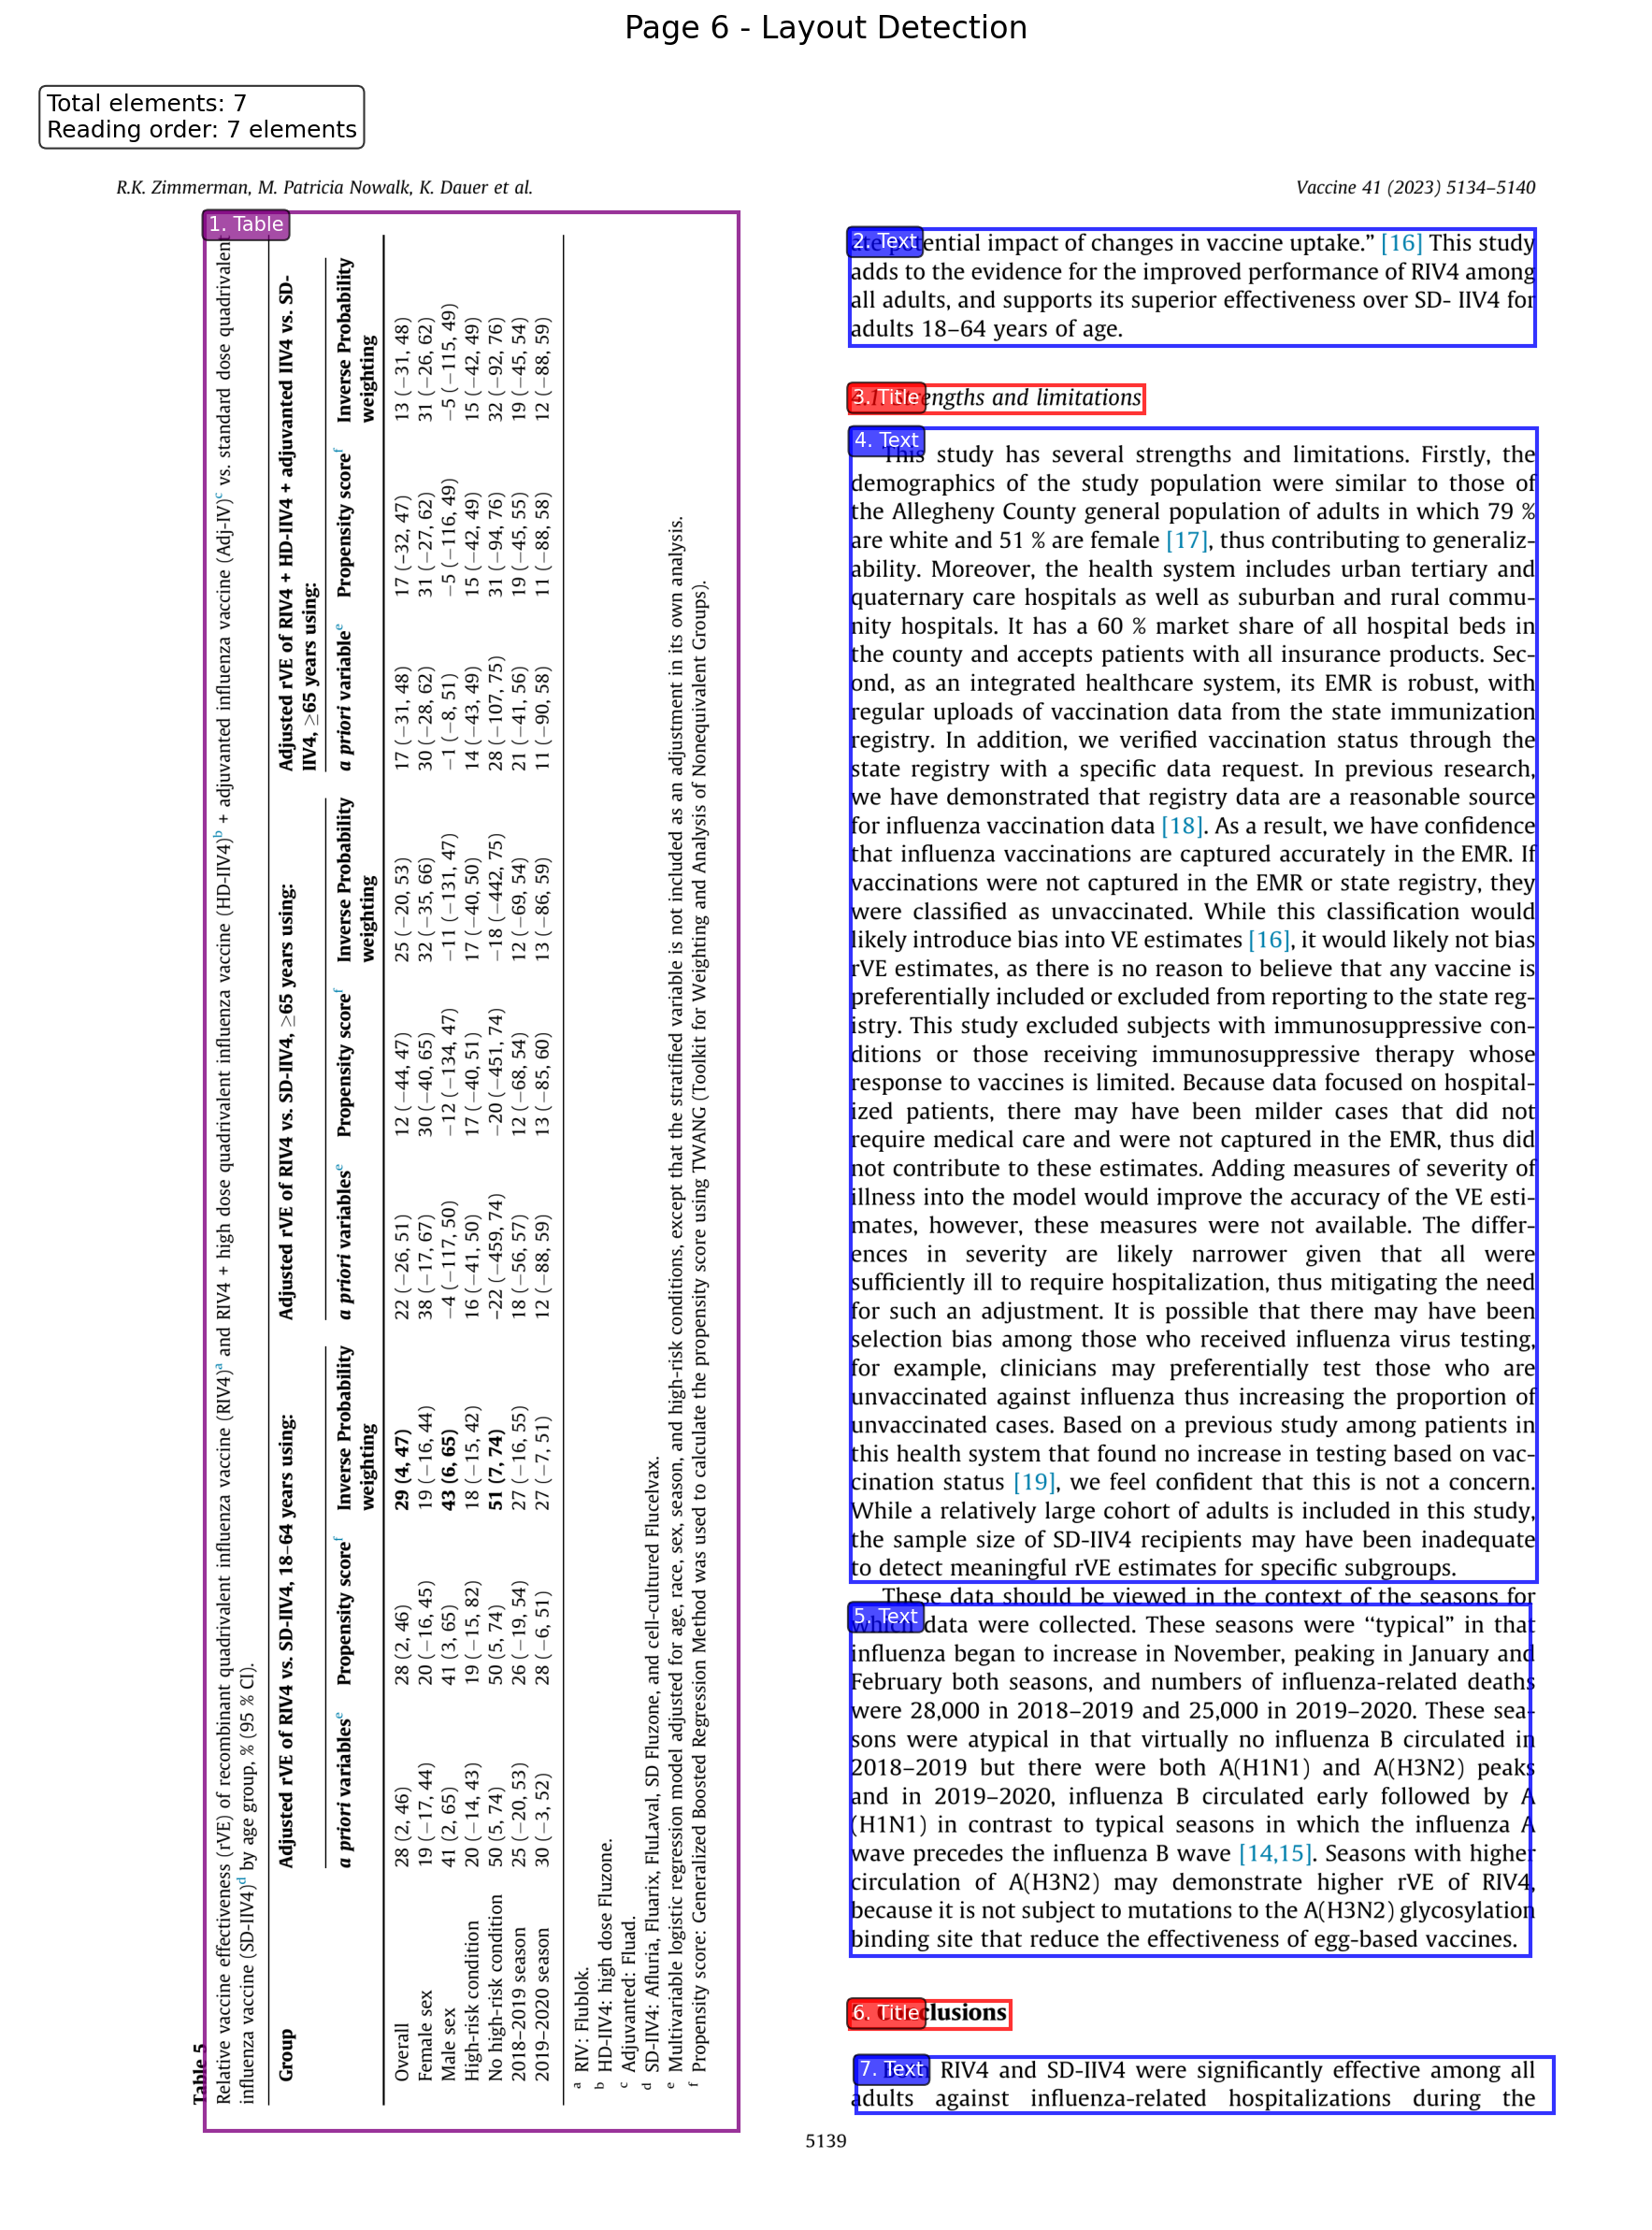 Page 6 - Layout Detection
Total elements: 7
Reading order: 7 elements
R.K. Zimmerman, M. Patricia Nowalk, K. Dauer et al.
Vaccine 41 (2023) 5134–5140
1. Table
Table 5
Relative vaccine effectiveness (rVE) of recombinant quadrivalent influenza vaccine (RIV4)a and RIV4 + high dose quadrivalent influenza vaccine (HD-IIV4)b + adjuvanted influenza vaccine (Adj-IV)c vs. standard dose quadrivalent
influenza vaccine (SD-IIV4)d by age group, % (95 % CI).
Group Adjusted rVE of RIV4 vs. SD-IIV4, 18–64 years using: Adjusted rVE of RIV4 vs. SD-IIV4, ≥65 years using: Adjusted rVE of RIV4 + HD-IIV4 + adjuvanted IIV4 vs. SD-
IIV4, ≥65 years using:
a priori variablese Propensity scoref Inverse Probability weighting a priori variablese Propensity scoref Inverse Probability weighting a priori variablee Propensity scoref Inverse Probability weighting
Overall 28 (2, 46) 28 (2, 46) 29 (4, 47) 22 (−26, 51) 12 (−44, 47) 25 (−20, 53) 17 (−31, 48) 17 (-32, 47) 13 (−31, 48)
Female sex 19 (−17, 44) 20 (−16, 45) 19 (−16, 44) 38 (−17, 67) 30 (−40, 65) 32 (−35, 66) 30 (−28, 62) 31 (−27, 62) 31 (−26, 62)
Male sex 41 (2, 65) 41 (3, 65) 43 (6, 65) −4 (−117, 50) −12 (−134, 47) −11 (−131, 47) −1 (−8, 51) −5 (−116, 49) −5 (−115, 49)
High-risk condition 20 (−14, 43) 19 (−15, 82) 18 (−15, 42) 16 (−41, 50) 17 (−40, 51) 17 (−40, 50) 14 (−43, 49) 15 (−42, 49) 15 (−42, 49)
No high-risk condition 50 (5, 74) 50 (5, 74) 51 (7, 74) -22 (−459, 74) −20 (−451, 74) −18 (−442, 75) 28 (−107, 75) 31 (−94, 76) 32 (−92, 76)
2018–2019 season 25 (−20, 53) 26 (−19, 54) 27 (−16, 55) 18 (−56, 57) 12 (−68, 54) 12 (−69, 54) 21 (−41, 56) 19 (−45, 55) 19 (−45, 54)
2019–2020 season 30 (−3, 52) 28 (−6, 51) 27 (−7, 51) 12 (−88, 59) 13 (−85, 60) 13 (−86, 59) 11 (−90, 58) 11 (−88, 58) 12 (−88, 59)
a RIV: Flublok.
b HD-IIV4: high dose Fluzone.
c Adjuvanted: Fluad.
d SD-IIV4: Afluria, Fluarix, FluLaval, SD Fluzone, and cell-cultured Flucelvax.
e Multivariable logistic regression model adjusted for age, race, sex, season, and high-risk conditions, except that the stratified variable is not included as an adjustment in its own analysis.
f Propensity score: Generalized Boosted Regression Method was used to calculate the propensity score using TWANG (Toolkit for Weighting and Analysis of Nonequivalent Groups).
2. Text
potential impact of changes in vaccine uptake.” [16] This study
adds to the evidence for the improved performance of RIV4 among
all adults, and supports its superior effectiveness over SD- IIV4 for
adults 18–64 years of age.
3. Title
Strengths and limitations
4. Text
This study has several strengths and limitations. Firstly, the
demographics of the study population were similar to those of
the Allegheny County general population of adults in which 79 %
are white and 51 % are female [17], thus contributing to generaliz-
ability. Moreover, the health system includes urban tertiary and
quaternary care hospitals as well as suburban and rural commu-
nity hospitals. It has a 60 % market share of all hospital beds in
the county and accepts patients with all insurance products. Sec-
ond, as an integrated healthcare system, its EMR is robust, with
regular uploads of vaccination data from the state immunization
registry. In addition, we verified vaccination status through the
state registry with a specific data request. In previous research,
we have demonstrated that registry data are a reasonable source
for influenza vaccination data [18]. As a result, we have confidence
that influenza vaccinations are captured accurately in the EMR. If
vaccinations were not captured in the EMR or state registry, they
were classified as unvaccinated. While this classification would
likely introduce bias into VE estimates [16], it would likely not bias
rVE estimates, as there is no reason to believe that any vaccine is
preferentially included or excluded from reporting to the state reg-
istry. This study excluded subjects with immunosuppressive con-
ditions or those receiving immunosuppressive therapy whose
response to vaccines is limited. Because data focused on hospital-
ized patients, there may have been milder cases that did not
require medical care and were not captured in the EMR, thus did
not contribute to these estimates. Adding measures of severity of
illness into the model would improve the accuracy of the VE esti-
mates, however, these measures were not available. The differ-
ences in severity are likely narrower given that all were
sufficiently ill to require hospitalization, thus mitigating the need
for such an adjustment. It is possible that there may have been
selection bias among those who received influenza virus testing,
for example, clinicians may preferentially test those who are
unvaccinated against influenza thus increasing the proportion of
unvaccinated cases. Based on a previous study among patients in
this health system that found no increase in testing based on vac-
cination status [19], we feel confident that this is not a concern.
While a relatively large cohort of adults is included in this study,
the sample size of SD-IIV4 recipients may have been inadequate
to detect meaningful rVE estimates for specific subgroups.
These data should be viewed in the context of the seasons for
5. Text
which data were collected. These seasons were “typical” in that
influenza began to increase in November, peaking in January and
February both seasons, and numbers of influenza-related deaths
were 28,000 in 2018–2019 and 25,000 in 2019–2020. These sea-
sons were atypical in that virtually no influenza B circulated in
2018–2019 but there were both A(H1N1) and A(H3N2) peaks
and in 2019–2020, influenza B circulated early followed by A
(H1N1) in contrast to typical seasons in which the influenza A
wave precedes the influenza B wave [14,15]. Seasons with higher
circulation of A(H3N2) may demonstrate higher rVE of RIV4,
because it is not subject to mutations to the A(H3N2) glycosylation
binding site that reduce the effectiveness of egg-based vaccines.
6. Title
Conclusions
7. Text
Both RIV4 and SD-IIV4 were significantly effective among all
adults against influenza-related hospitalizations during the
5139